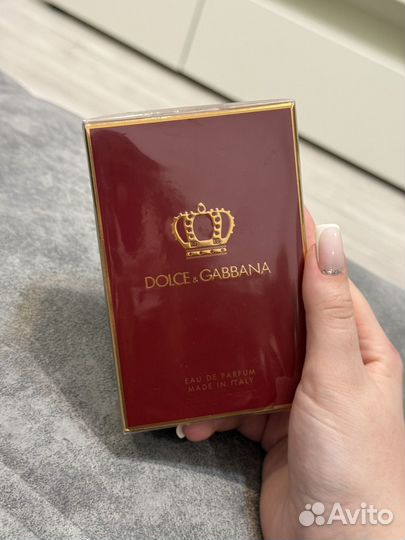 DOLCE & GABBANA
EAU DE PARFUM
MADE IN ITALY
Avito